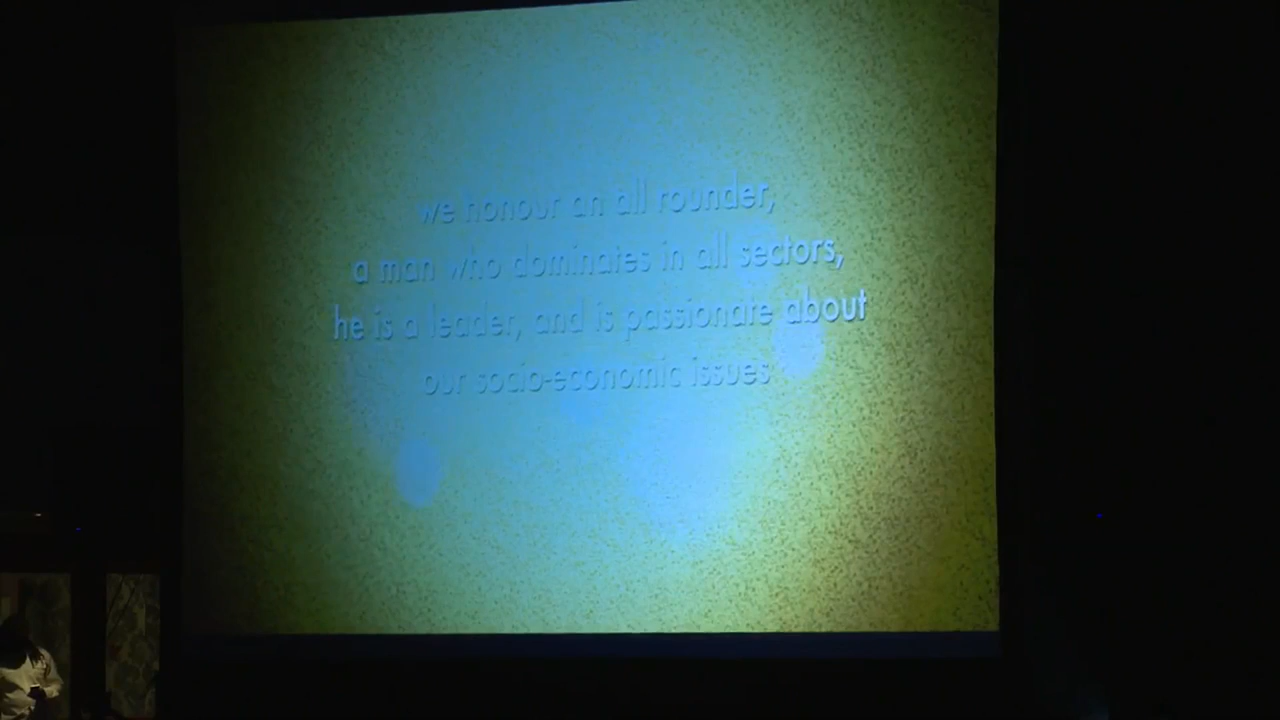 we honour an all rounder,
a man who dominates in all sectors,
he is a leader, and is passionate about
our socio-economic issues